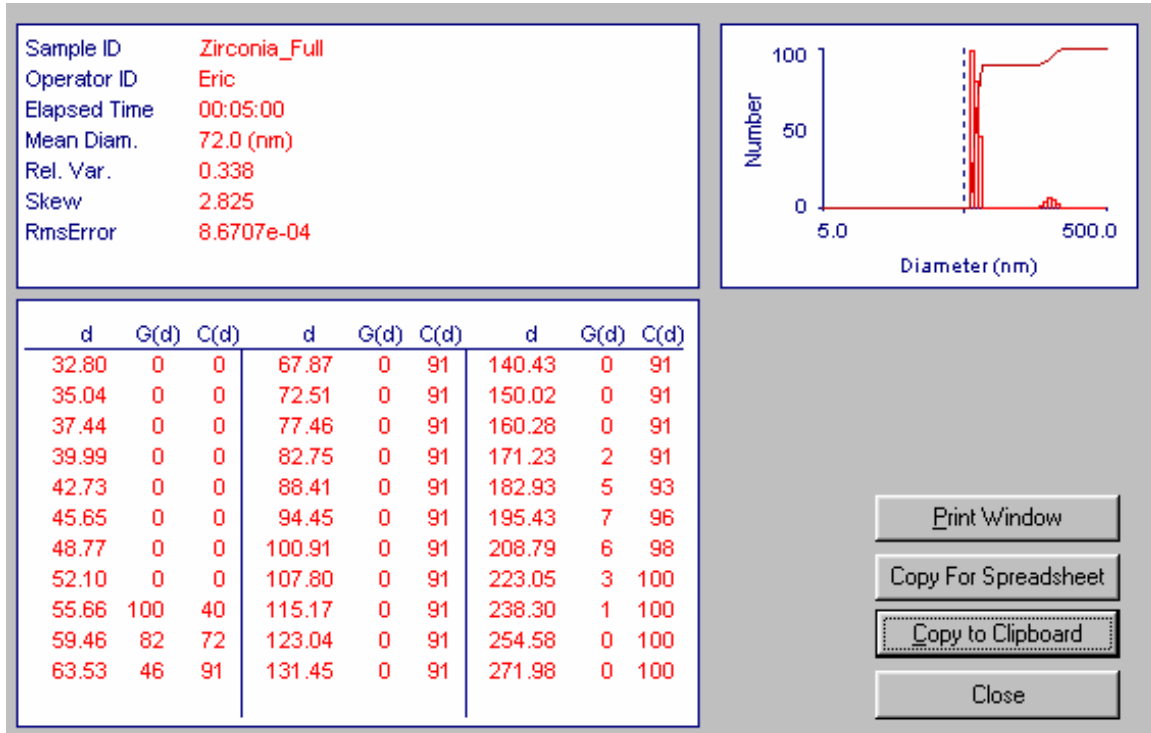 Sample ID Zirconia_Full
Operator ID Eric
Elapsed Time 00:05:00
Mean Diam. 72.0 (nm)
Rel. Var. 0.338
Skew 2.825
RmsError 8.6707e-04
100
50
0
Number
5.0 500.0
Diameter (nm)
d G(d) C(d) d G(d) C(d) d G(d) C(d)
32.80 0 0 67.87 0 91 140.43 0 91
35.04 0 0 72.51 0 91 150.02 0 91
37.44 0 0 77.46 0 91 160.28 0 91
39.99 0 0 82.75 0 91 171.23 2 91
42.73 0 0 88.41 0 91 182.93 5 93
45.65 0 0 94.45 0 91 195.43 7 96
48.77 0 0 100.91 0 91 208.79 6 98
52.10 0 0 107.80 0 91 223.05 3 100
55.66 100 40 115.17 0 91 238.30 1 100
59.46 82 72 123.04 0 91 254.58 0 100
63.53 46 91 131.45 0 91 271.98 0 100
Print Window
Copy For Spreadsheet
Copy to Clipboard
Close